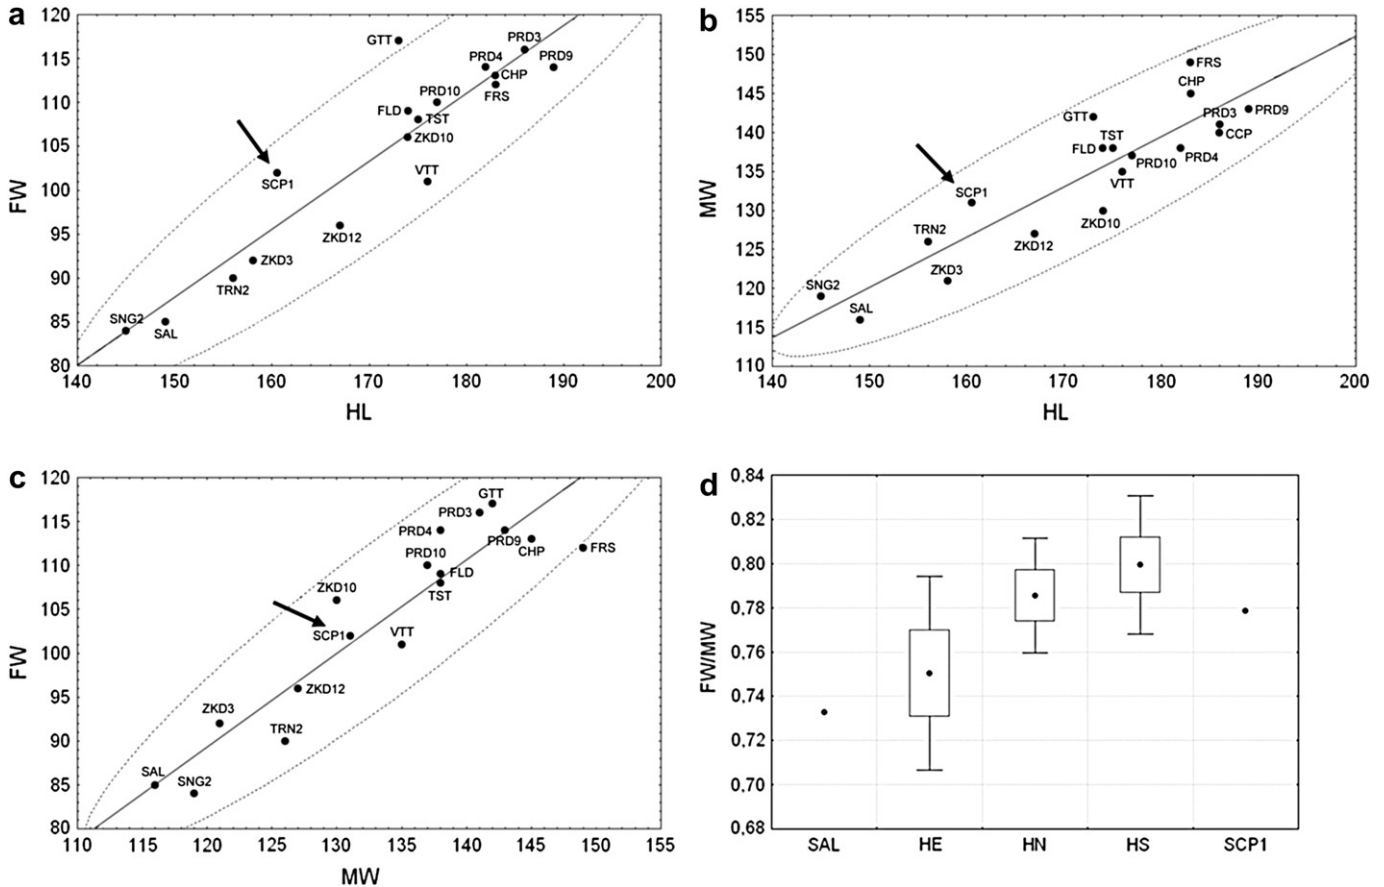 a
120
115
110
105
100
95
90
85
80
FW
GTT
PRD3
PRD4
PRD9
CHP
FRS
PRD10
FLD
TST
ZKD10
SCP1
VTT
ZKD12
ZKD3
TRN2
SNG2
SAL
140 150 160 170 180 190 200
HL
b
155
150
145
140
135
130
125
120
115
110
MW
FRS
CHP
PRD3
PRD9
GTT
CCP
TST
FLD
PRD4
PRD10
VTT
SCP1
ZKD10
TRN2
ZKD12
ZKD3
SNG2
SAL
140 150 160 170 180 190 200
HL
c
120
115
110
105
100
95
90
85
80
FW
GTT
PRD3
PRD4
PRD9
CHP
FRS
PRD10
FLD
TST
ZKD10
SCP1
VTT
ZKD12
ZKD3
TRN2
SAL
SNG2
110 115 120 125 130 135 140 145 150 155
MW
d
0,84
0,82
0,80
0,78
0,76
0,74
0,72
0,70
0,68
FW/MW
SAL HE HN HS SCP1